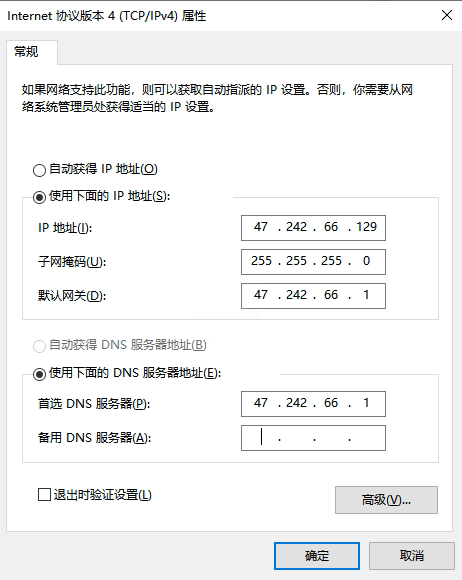 Internet 协议版本 4 (TCP/IPv4) 属性
常规
如果网络支持此功能，则可以获取自动指派的 IP 设置。否则，你需要从网
络系统管理员处获得适当的 IP 设置。
自动获得 IP 地址(O)
使用下面的 IP 地址(S):
IP 地址(I): 47 . 242 . 66 . 129
子网掩码(U): 255 . 255 . 255 . 0
默认网关(D): 47 . 242 . 66 . 1
自动获得 DNS 服务器地址(B)
使用下面的 DNS 服务器地址(E):
首选 DNS 服务器(P): 47 . 242 . 66 . 1
备用 DNS 服务器(A): . . .
退出时验证设置(L)
高级(V)...
确定 取消